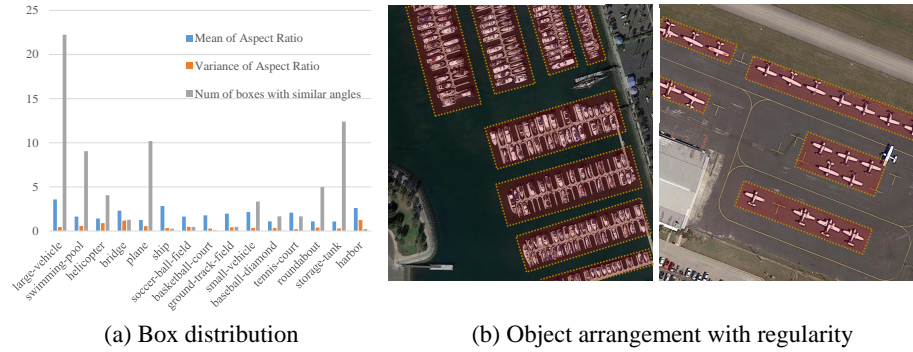 25
20
15
10
5
0
Mean of Aspect Ratio
Variance of Aspect Ratio
Num of boxes with similar angles
large-vehicle
swimming-pool
helicopter
bridge
plane
ship
soccer-ball-field
basketball-court
ground-track-field
small-vehicle
baseball-diamond
tennis-court
roundabout
storage-tank
harbor
(a) Box distribution
(b) Object arrangement with regularity